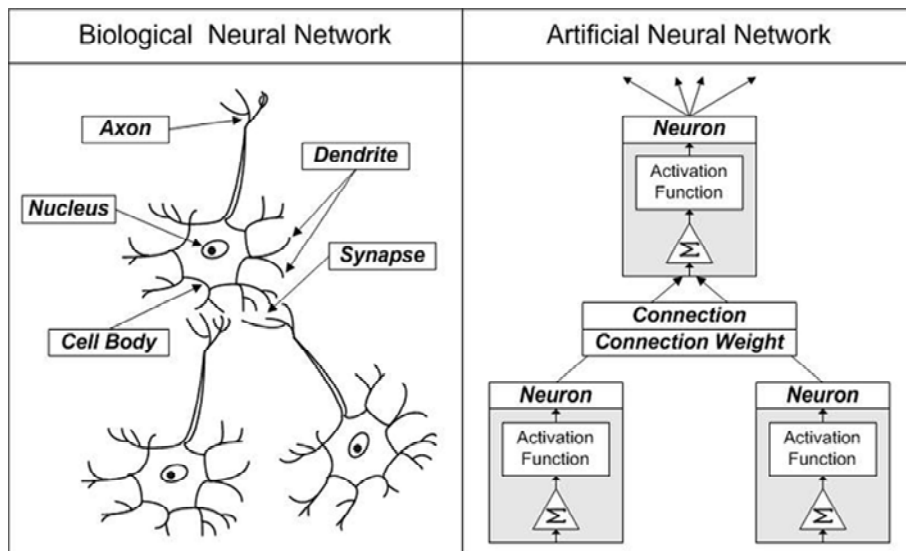 Biological Neural Network
Artificial Neural Network
Axon
Dendrite
Nucleus
Synapse
Cell Body
Neuron
Activation
Function
Σ
Connection
Connection Weight
Neuron
Activation
Function
Σ
Neuron
Activation
Function
Σ